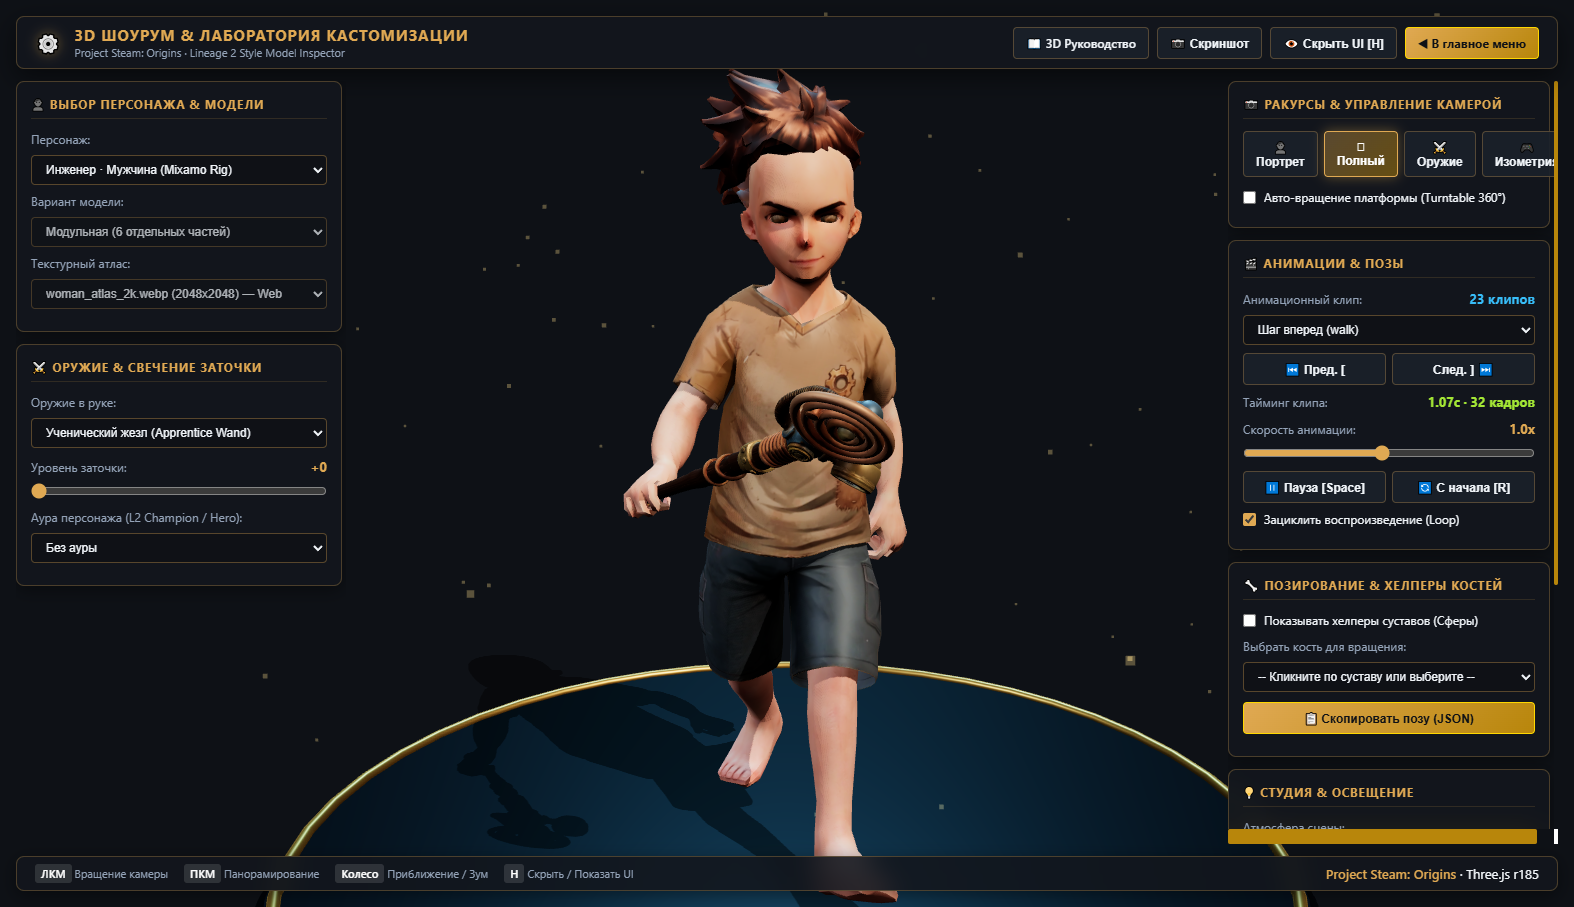 3D ШОУРУМ & ЛАБОРАТОРИЯ КАСТОМИЗАЦИИ
Project Steam: Origins · Lineage 2 Style Model Inspector
3D Руководство
Скриншот
Скрыть UI [H]
В главное меню
ВЫБОР ПЕРСОНАЖА & МОДЕЛИ
Персонаж:
Инженер · Мужчина (Mixamo Rig)
Вариант модели:
Модульная (6 отдельных частей)
Текстурный атлас:
woman_atlas_2k.webp (2048x2048) — Web
ОРУЖИЕ & СВЕЧЕНИЕ ЗАТОЧКИ
Оружие в руке:
Ученический жезл (Apprentice Wand)
Уровень заточки: +0
Аура персонажа (L2 Champion / Hero):
Без ауры
РАКУРСЫ & УПРАВЛЕНИЕ КАМЕРОЙ
Портрет
Полный
Оружие
Изометрия
Авто-вращение платформы (Turntable 360°)
АНИМАЦИИ & ПОЗЫ
Анимационный клип: 23 клипов
Шаг вперед (walk)
Пред. [
След. ]
Тайминг клипа: 1.07с · 32 кадров
Скорость анимации: 1.0x
Пауза [Space]
С начала [R]
Зациклить воспроизведение (Loop)
ПОЗИРОВАНИЕ & ХЕЛПЕРЫ КОСТЕЙ
Показывать хелперы суставов (Сферы)
Выбрать кость для вращения:
-- Кликните по суставу или выберите --
Скопировать позу (JSON)
СТУДИЯ & ОСВЕЩЕНИЕ
Атмосфера сцены:
ЛКМ Вращение камеры
ПКМ Панорамирование
Колесо Приближение / Зум
H Скрыть / Показать UI
Project Steam: Origins · Three.js r185